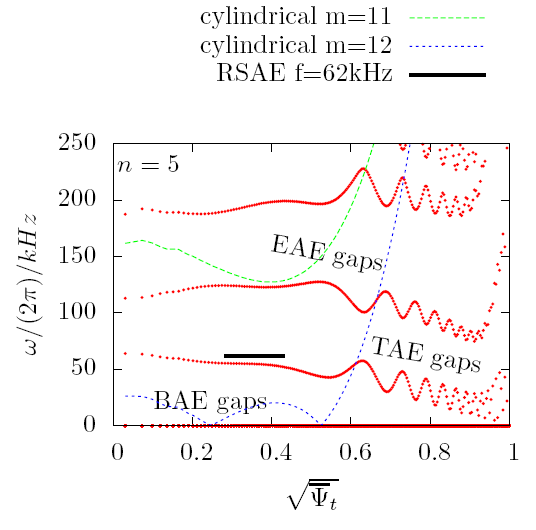 cylindrical m=11
cylindrical m=12
RSAE f=62kHz
250
n = 5
200
EAE gaps
150
ω/(2π)/kHz
100
TAE gaps
50
BAE gaps
0
0 0.2 0.4 0.6 0.8 1
√Ψ̅t